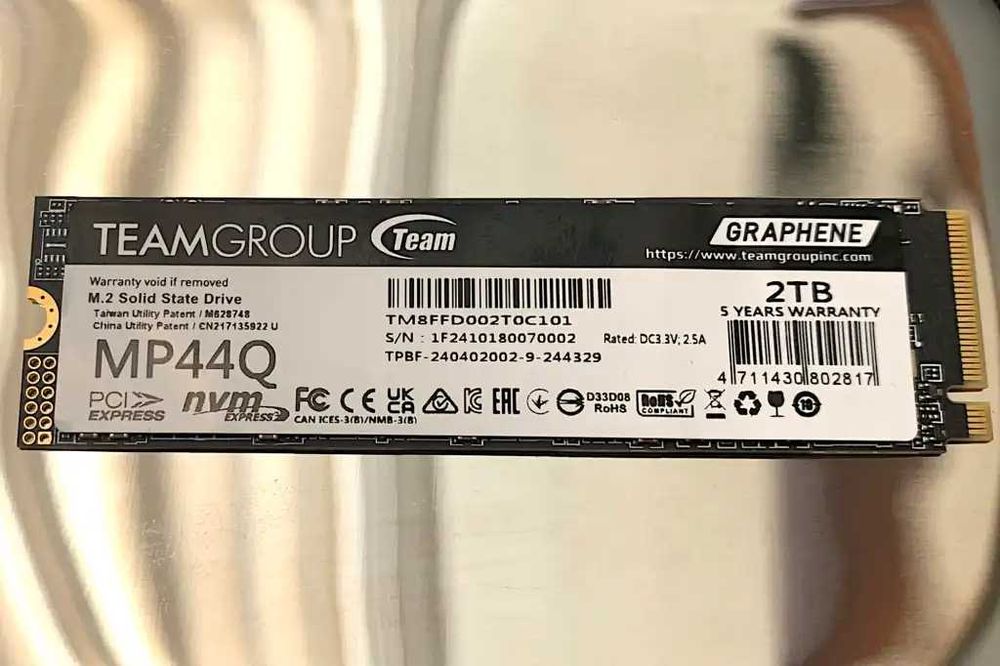 TEAMGROUP Team
GRAPHENE
https://www.teamgroupinc.com
Warranty void if removed
M.2 Solid State Drive
Taiwan Utility Patent / M628748
China Utility Patent / CN217135922 U
MP44Q
PCI EXPRESS
nvm EXPRESS
TM8FFD002T0C101
S/N : 1F2410180070002
Rated: DC3.3V; 2.5A
TPBF-240402002-9-244329
2TB
5 YEARS WARRANTY
4 711430 802817
FC CE UK CA EAC
D33D08
RoHS
RoHS
COMPLIANT
10
CAN ICES-3(B)/NMB-3(B)